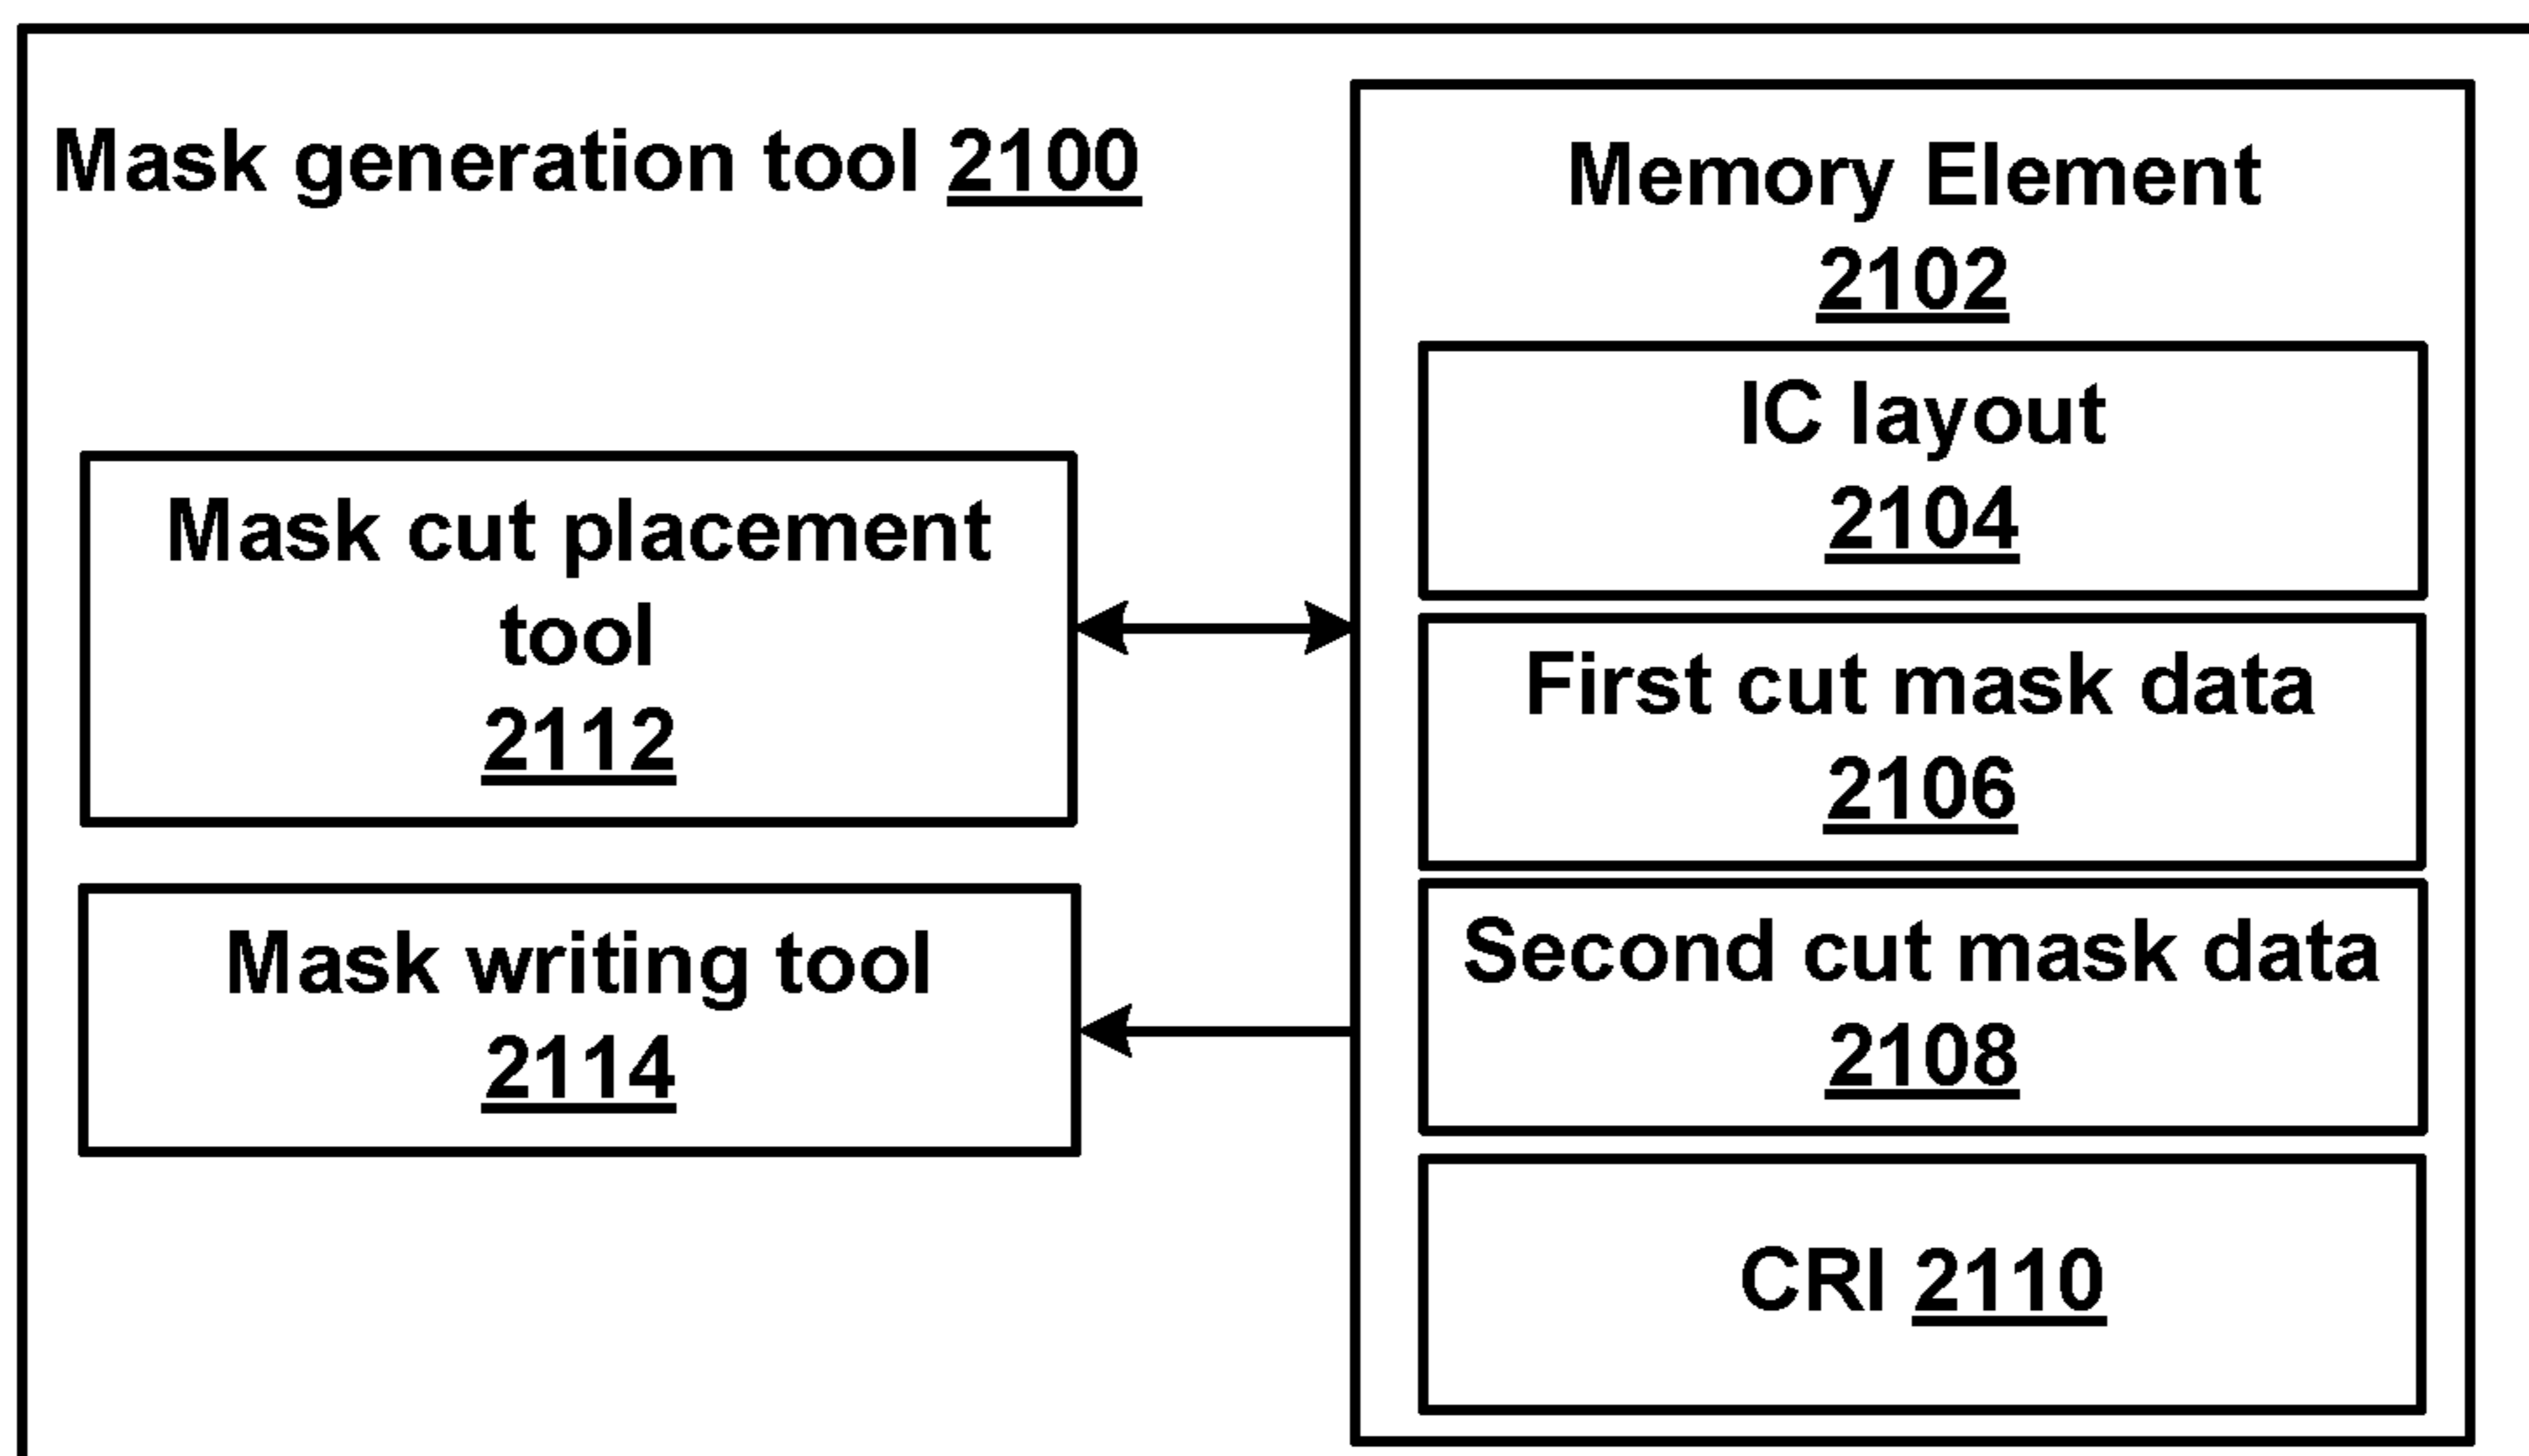 Mask generation tool 2100
Memory Element
2102
IC layout
2104
First cut mask data
2106
Second cut mask data
2108
CRI 2110
Mask cut placement
tool
2112
Mask writing tool
2114